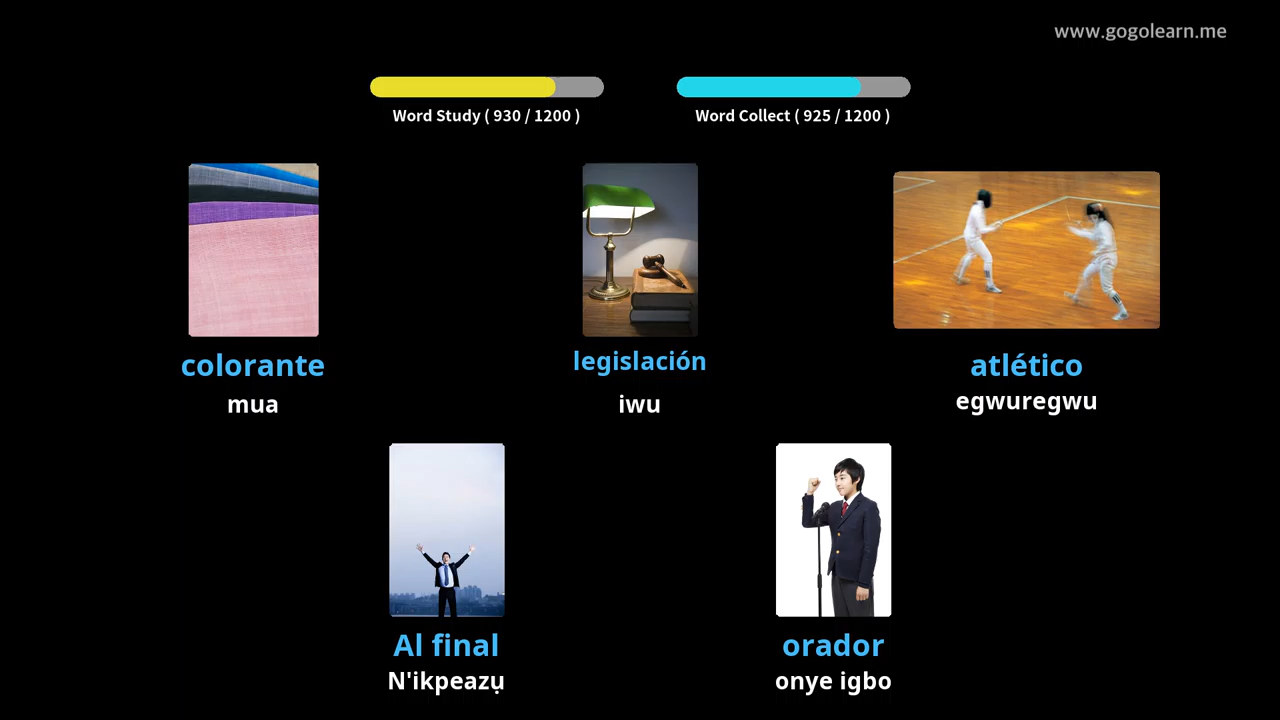 www.gogolearn.me
Word Study ( 930 / 1200 )
Word Collect ( 925 / 1200 )
colorante
mua
legislación
iwu
atlético
egwuregwu
Al final
N'ikpeazụ
orador
onye igbo